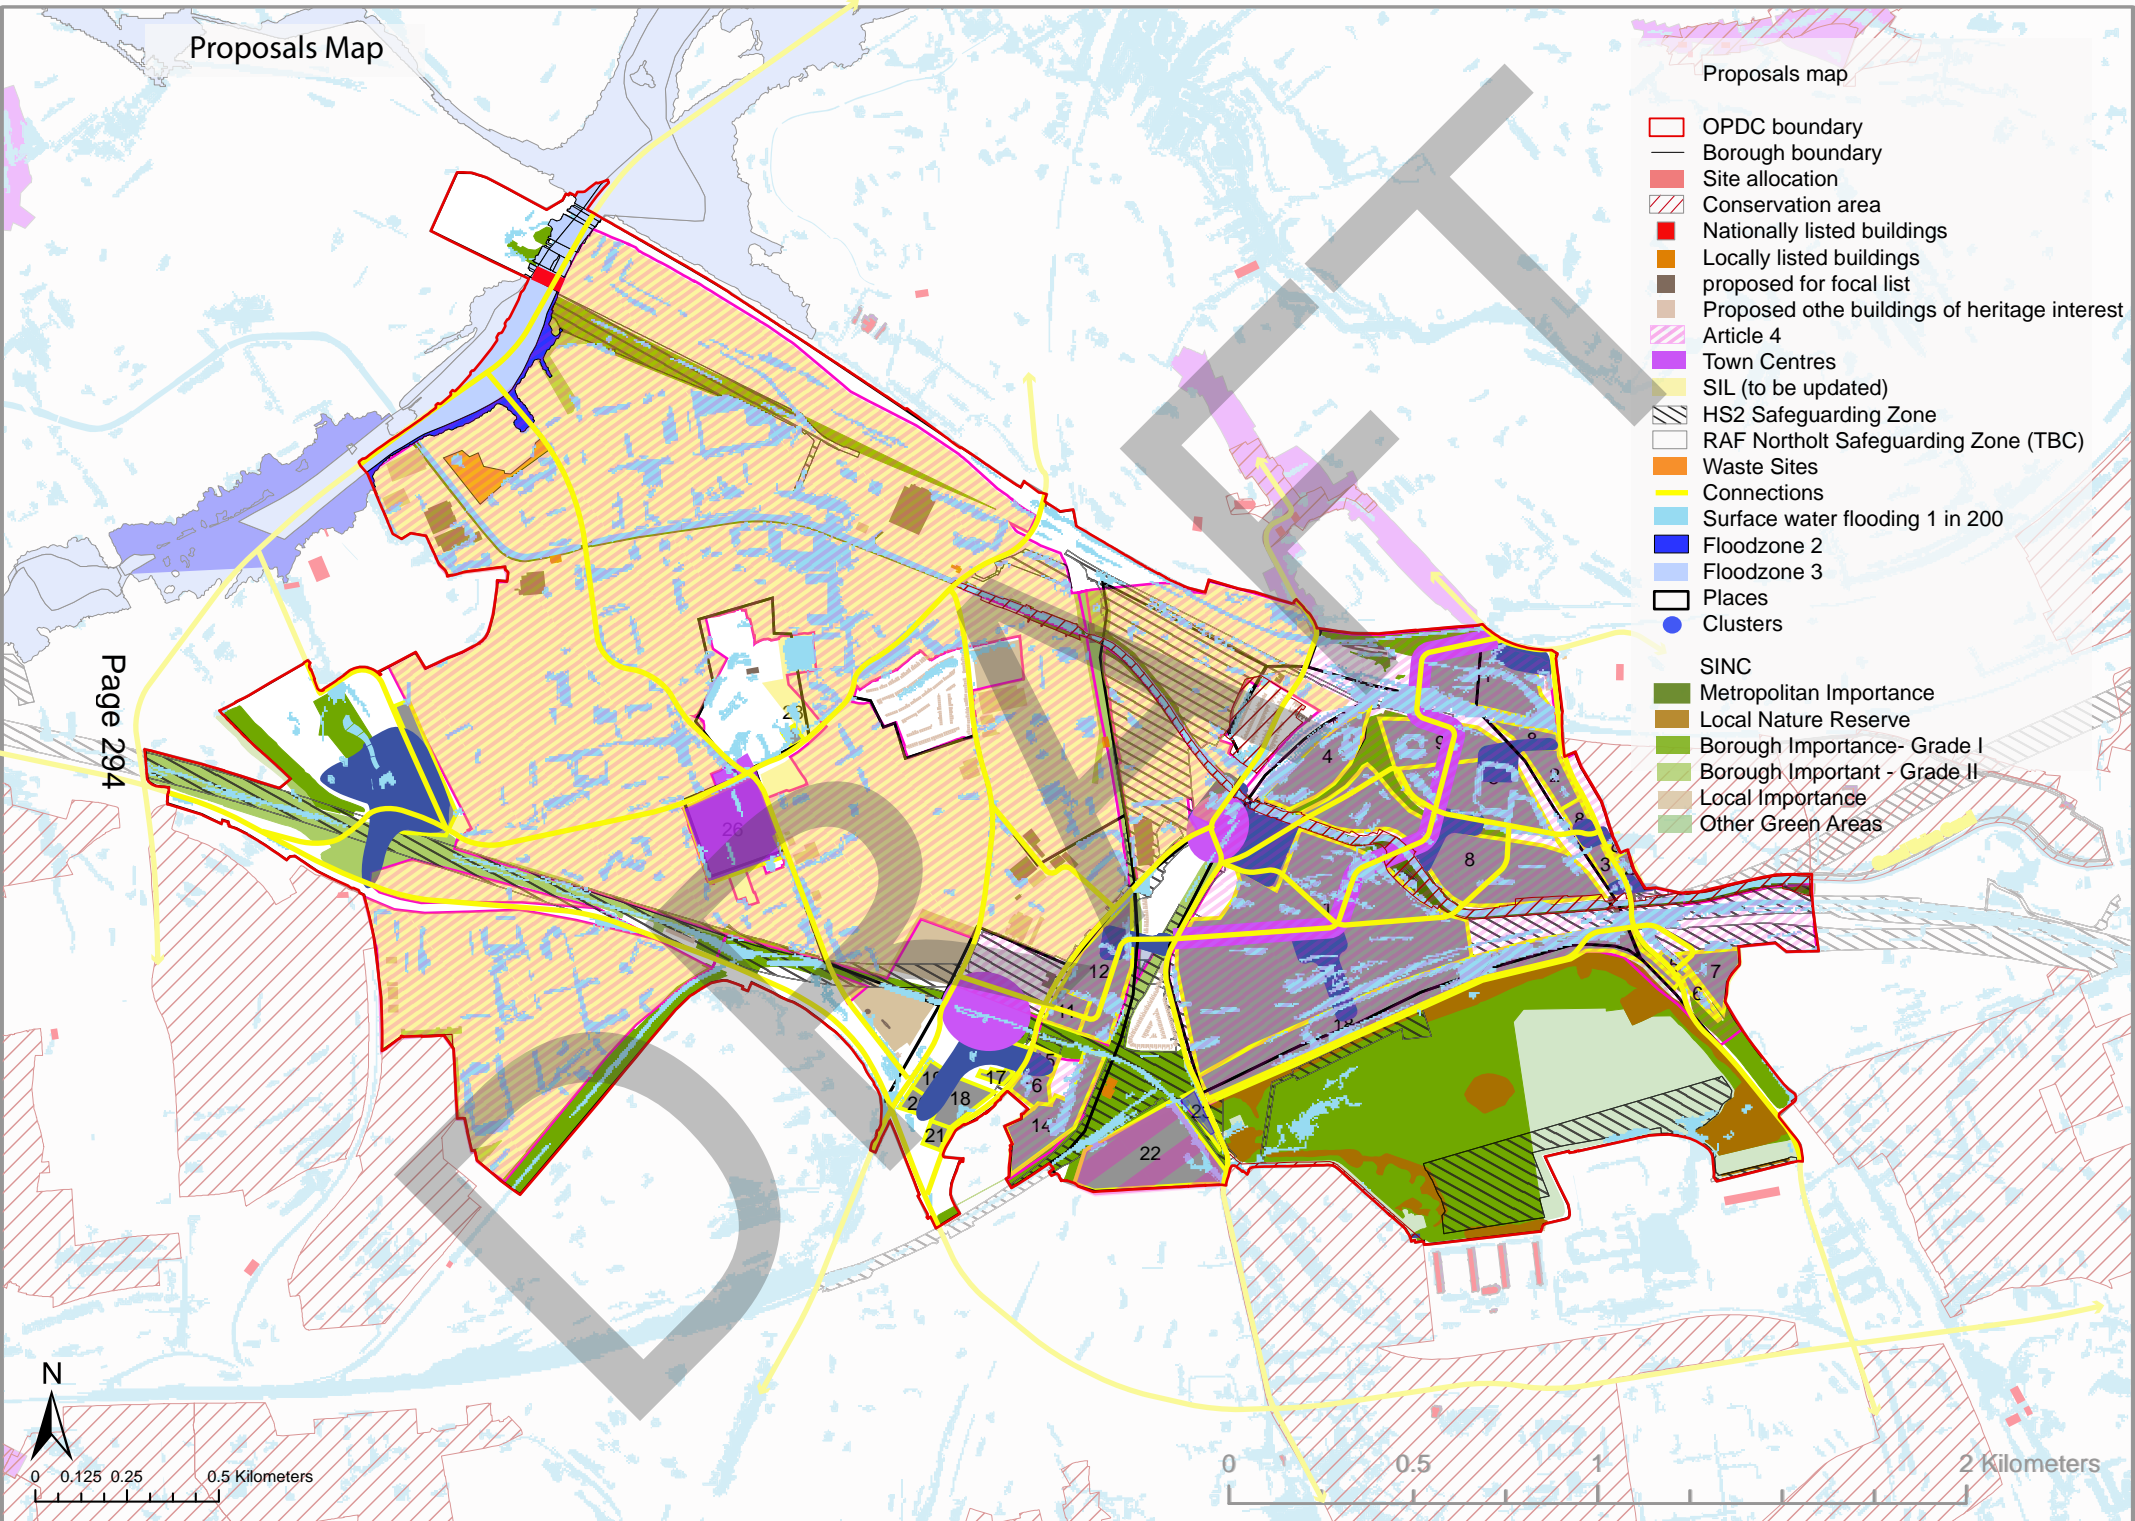 Proposals Map
Proposals map
OPDC boundary
Borough boundary
Site allocation
Conservation area
Nationally listed buildings
Locally listed buildings
proposed for focal list
Proposed othe buildings of heritage interest
Article 4
Town Centres
SIL (to be updated)
HS2 Safeguarding Zone
RAF Northolt Safeguarding Zone (TBC)
Waste Sites
Connections
Surface water flooding 1 in 200
Floodzone 2
Floodzone 3
Places
Clusters
SINC
Metropolitan Importance
Local Nature Reserve
Borough Importance- Grade I
Borough Important - Grade II
Local Importance
Other Green Areas
Page 294
DRAFT
4
9
8
3
26
12
11
7
6
5
6
17
18
14
21
22
N
0 0.125 0.25 0.5 Kilometers
0 0.5 1 2 Kilometers